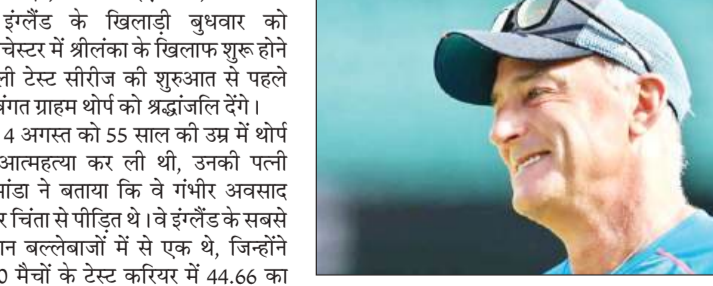 इंग्लैंड के खिलाड़ी बुधवार को
चेस्टर में श्रीलंका के खिलाफ शुरू होने
ली टेस्ट सीरीज की शुरुआत से पहले
वंगत ग्राहम थोर्प को श्रद्धांजलि देंगे।
4 अगस्त को 55 साल की उम्र में थोर्प
आत्महत्या कर ली थी, उनकी पत्नी
मांडा ने बताया कि वे गंभीर अवसाद
र चिंता से पीड़ित थे। वे इंग्लैंड के सबसे
ान बल्लेबाजों में से एक थे, जिन्होंने
0 मैचों के टेस्ट करियर में 44.66 का